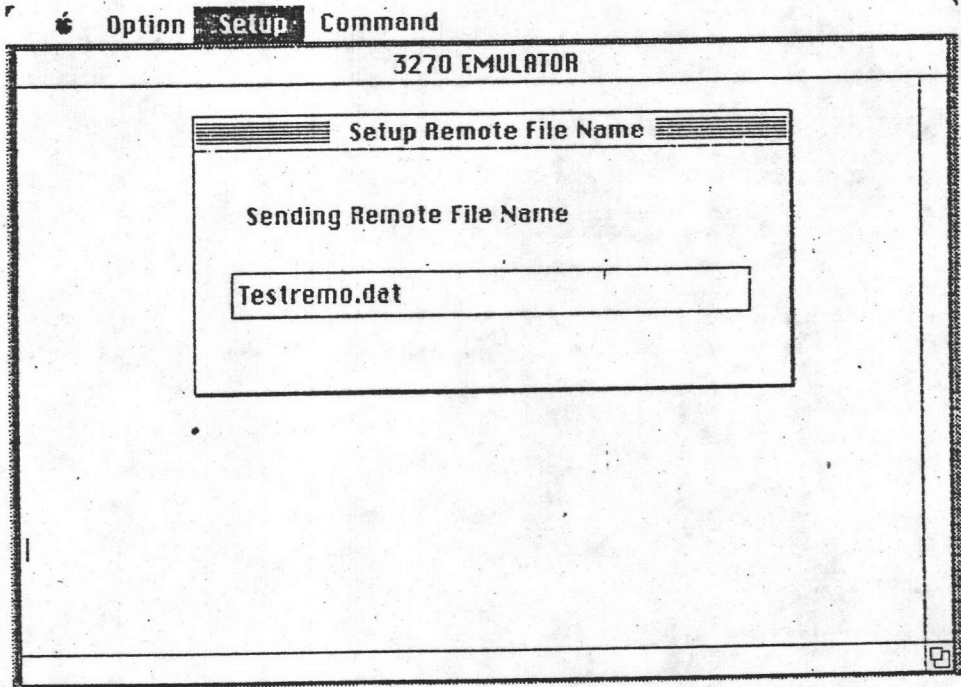 Option Setup Command
3270 EMULATOR
Setup Remote File Name
Sending Remote File Name
Testremo.dat